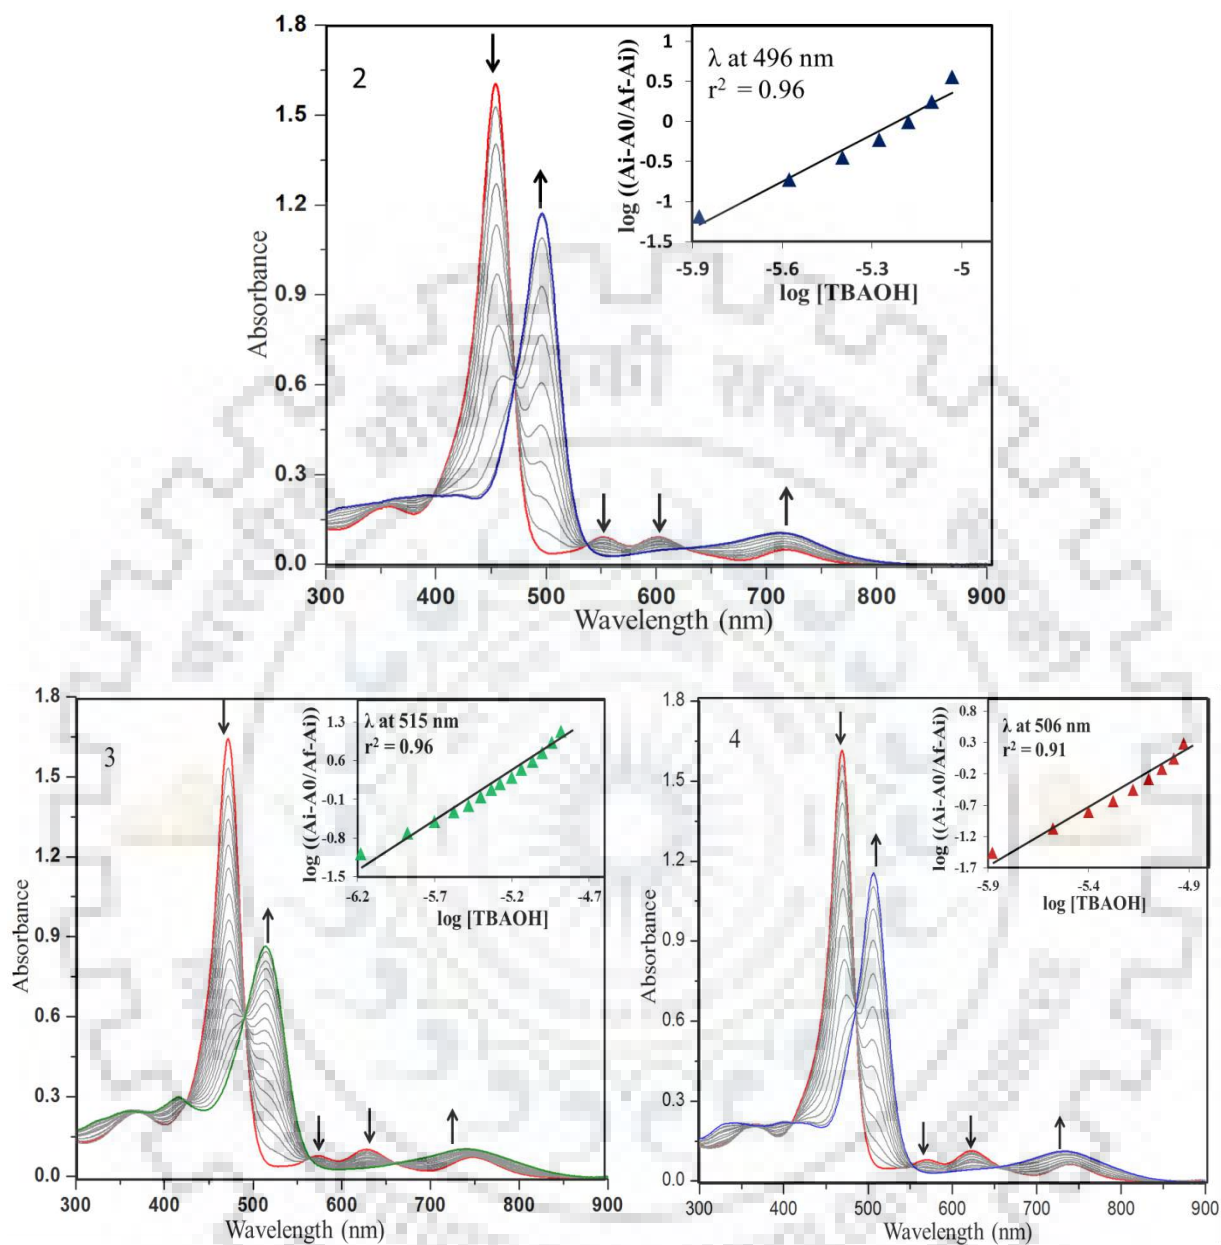 2
λ at 496 nm
r² = 0.96
log ((Ai-A0/Af-Ai))
1
0.5
0
-0.5
-1
-1.5
-5.9 -5.6 -5.3 -5
log [TBAOH]
Absorbance
1.8
1.5
1.2
0.9
0.6
0.3
0.0
300 400 500 600 700 800 900
Wavelength (nm)
3
λ at 515 nm
r² = 0.96
log ((Ai-A0/Af-Ai))
1.3
0.6
-0.1
-0.8
-1.5
-6.2 -5.7 -5.2 -4.7
log [TBAOH]
Absorbance
1.8
1.5
1.2
0.9
0.6
0.3
0.0
300 400 500 600 700 800 900
Wavelength (nm)
4
λ at 506 nm
r² = 0.91
log ((Ai-A0/Af-Ai))
0.8
0.3
-0.2
-0.7
-1.2
-1.7
-5.9 -5.4 -4.9
log [TBAOH]
Absorbance
1.8
1.5
1.2
0.9
0.6
0.3
0.0
300 400 500 600 700 800 900
Wavelength (nm)